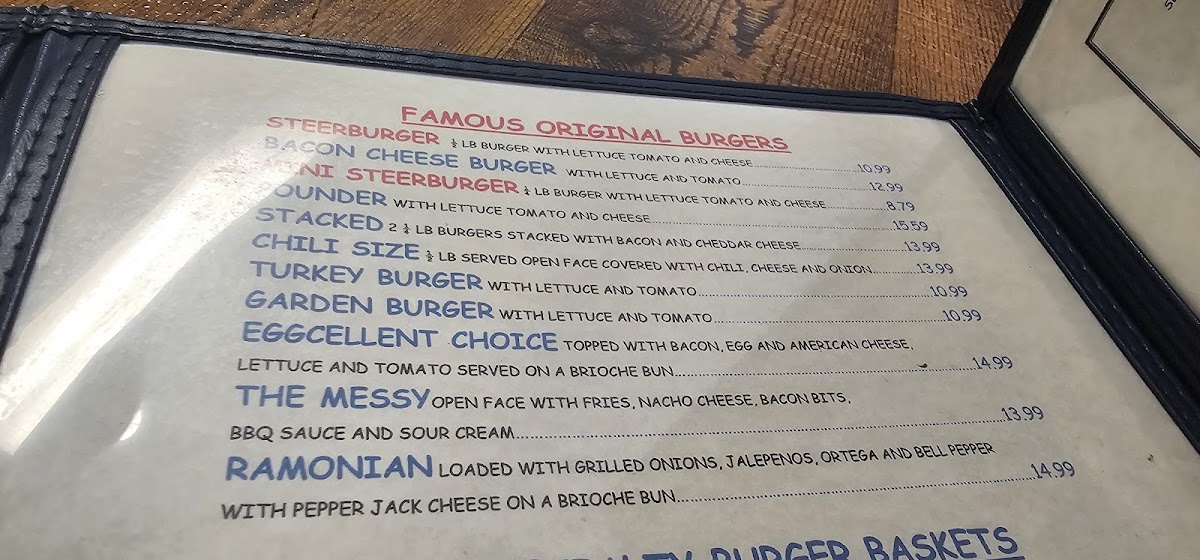 FAMOUS ORIGINAL BURGERS
STEERBURGER ½ LB BURGER WITH LETTUCE TOMATO AND CHEESE 10.99
BACON CHEESE BURGER WITH LETTUCE AND TOMATO 12.99
STEERBURGER ¼ LB BURGER WITH LETTUCE TOMATO AND CHEESE 8.79
WITH LETTUCE TOMATO AND CHEESE 15.59
STACKED 2 ¼ LB BURGERS STACKED WITH BACON AND CHEDDAR CHEESE 13.99
CHILI SIZE ½ LB SERVED OPEN FACE COVERED WITH CHILI, CHEESE AND ONION 13.99
TURKEY BURGER WITH LETTUCE AND TOMATO 10.99
GARDEN BURGER WITH LETTUCE AND TOMATO 10.99
EGGCELLENT CHOICE TOPPED WITH BACON, EGG AND AMERICAN CHEESE,
LETTUCE AND TOMATO SERVED ON A BRIOCHE BUN 14.99
THE MESSY OPEN FACE WITH FRIES, NACHO CHEESE, BACON BITS,
BBQ SAUCE AND SOUR CREAM 13.99
RAMONIAN LOADED WITH GRILLED ONIONS, JALEPENOS, ORTEGA AND BELL PEPPER
WITH PEPPER JACK CHEESE ON A BRIOCHE BUN 14.99
BURGER BASKETS